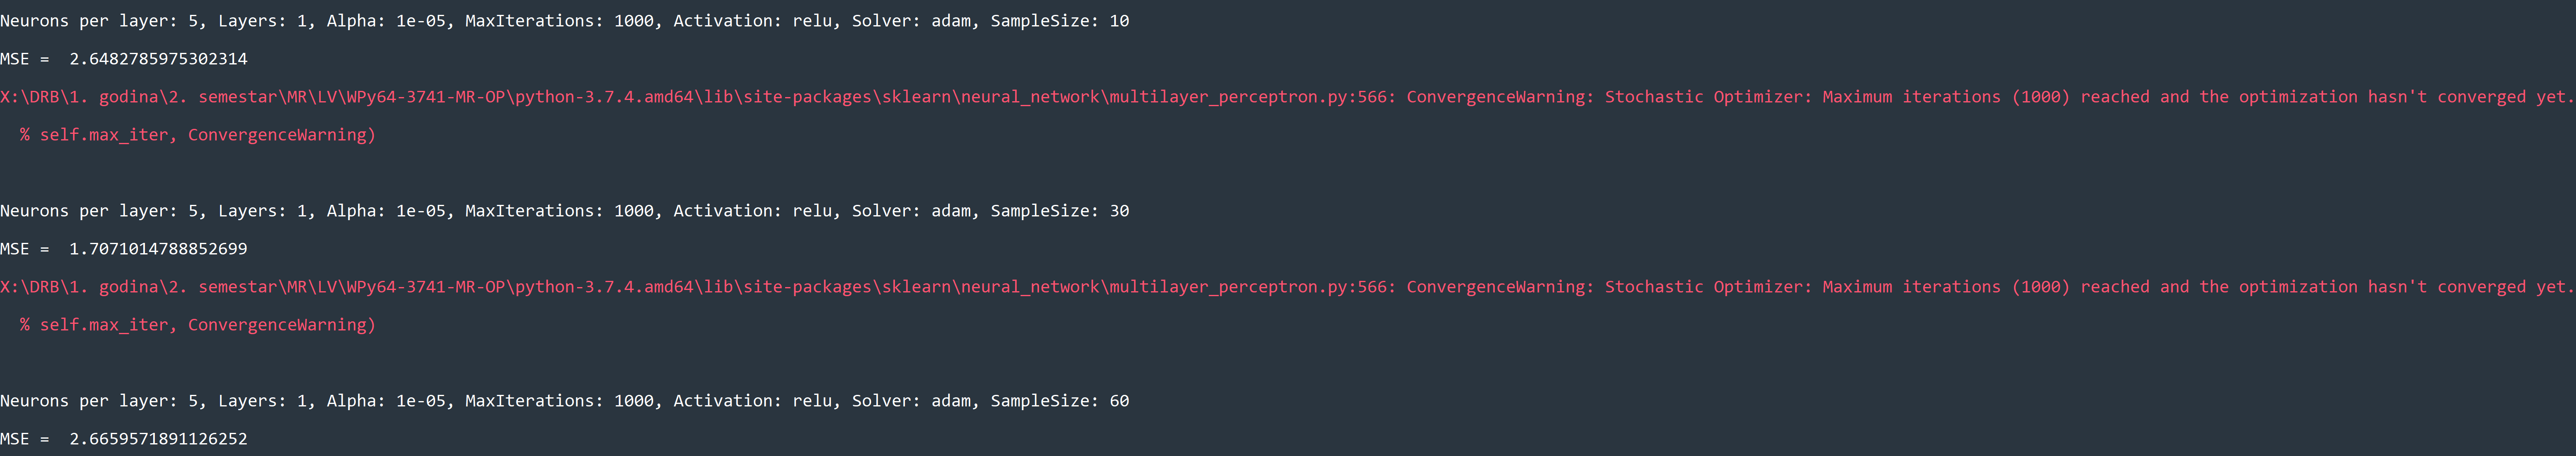 Neurons per layer: 5, Layers: 1, Alpha: 1e-05, MaxIterations: 1000, Activation: relu, Solver: adam, SampleSize: 10
MSE =  2.6482785975302314
X:\DRB\1. godina\2. semestar\MR\LV\WPy64-3741-MR-OP\python-3.7.4.amd64\lib\site-packages\sklearn\neural_network\multilayer_perceptron.py:566: ConvergenceWarning: Stochastic Optimizer: Maximum iterations (1000) reached and the optimization hasn't converged yet.
  % self.max_iter, ConvergenceWarning)
Neurons per layer: 5, Layers: 1, Alpha: 1e-05, MaxIterations: 1000, Activation: relu, Solver: adam, SampleSize: 30
MSE =  1.7071014788852699
X:\DRB\1. godina\2. semestar\MR\LV\WPy64-3741-MR-OP\python-3.7.4.amd64\lib\site-packages\sklearn\neural_network\multilayer_perceptron.py:566: ConvergenceWarning: Stochastic Optimizer: Maximum iterations (1000) reached and the optimization hasn't converged yet.
  % self.max_iter, ConvergenceWarning)
Neurons per layer: 5, Layers: 1, Alpha: 1e-05, MaxIterations: 1000, Activation: relu, Solver: adam, SampleSize: 60
MSE =  2.6659571891126252